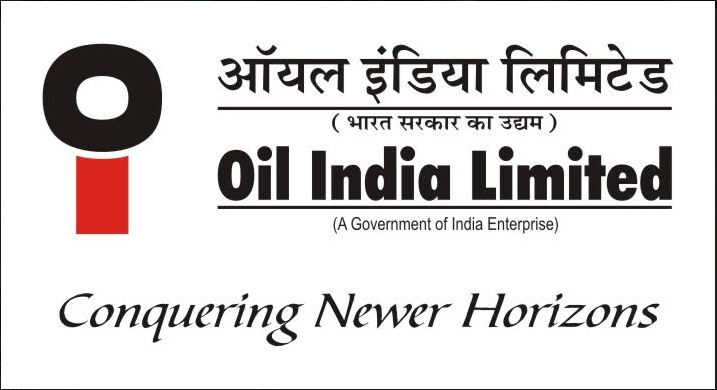 ऑयल इंडिया लिमिटेड
( भारत सरकार का उद्यम )
Oil India Limited
(A Government of India Enterprise)
Conquering Newer Horizons